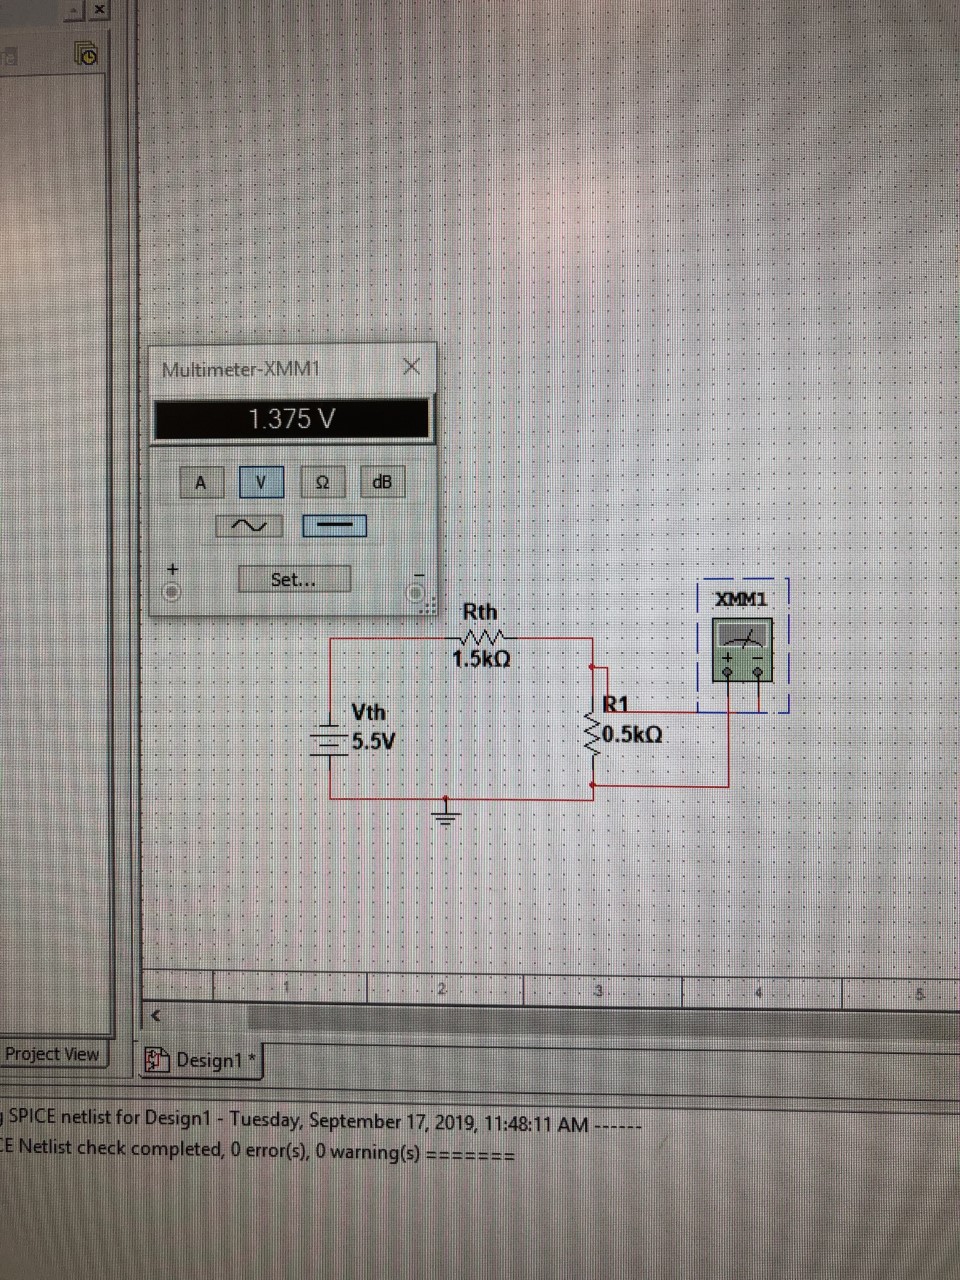 Multimeter-XMM1
1.375 V
A V Ω dB
+ −
Set...
Rth
1.5kΩ
XMM1
+ −
Vth
5.5V
R1
0.5kΩ
1 2 3 4 5
Project View
Design1 *
SPICE netlist for Design1 - Tuesday, September 17, 2019, 11:48:11 AM ------
Netlist check completed, 0 error(s), 0 warning(s) =======